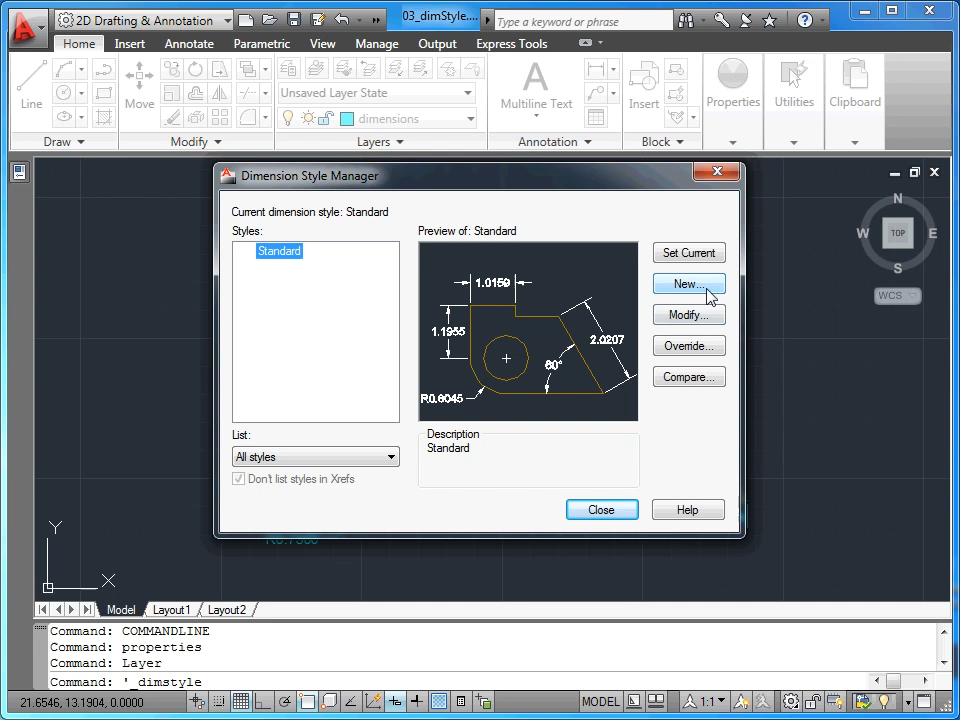 2D Drafting & Annotation
03_dimStyle....
Type a keyword or phrase
Home Insert Annotate Parametric View Manage Output Express Tools
Line
Move
Unsaved Layer State
dimensions
Multiline Text
Insert
Properties
Utilities
Clipboard
Draw
Modify
Layers
Annotation
Block
Dimension Style Manager
Current dimension style: Standard
Styles:
Standard
Preview of: Standard
1.0159
1.1955
2.0207
60°
R0.8045
Set Current
New...
Modify...
Override...
Compare...
List:
All styles
Don't list styles in Xrefs
Description
Standard
Close
Help
N
W
TOP
E
S
WCS
Y
X
Model Layout1 Layout2
Command: COMMANDLINE
Command: properties
Command: Layer
Command: '_dimstyle
21.6546, 13.1904, 0.0000
MODEL
1:1